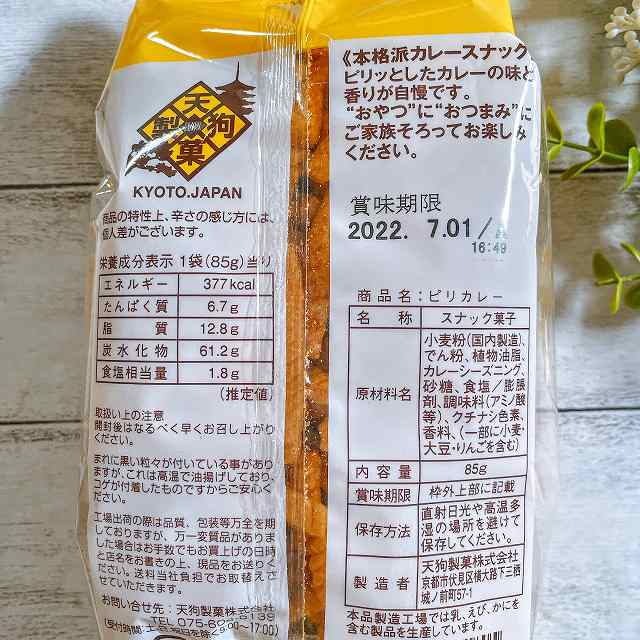 天狗
製菓
KYOTO.JAPAN
商品の特性上、辛さの感じ方には、
個人差がございます。
栄養成分表示 1袋(85g)当り
エネルギー 377kcal
たんぱく質 6.7g
脂質 12.8g
炭水化物 61.2g
食塩相当量 1.8g
(推定値)
取扱い上の注意
開封後はなるべく早くお召し上がり
ください。
まれに黒い粒々が付いている事があり
ますが、これは高温で油揚げしており、
コゲが付着したものですからご安心く
ださい。
工場出荷の際は品質、包装等万全を期
しておりますが、万一変質品がありま
した場合はお手数でもお買上げの日時
と店名をお書きの上、現品をお送りく
ださい。送料当社負担でお取替えさ
せていただきます。
お問い合せ先:天狗製菓株式会社
TEL 075-6
139
(受付時間
17:00)
《本格派カレースナック
ピリッとしたカレーの味と
香りが自慢です。
“おやつ”に“おつまみ”に
ご家族そろってお楽しみ
ください。
賞味期限
2022. 7.01/
16:49
商品名:ピリカレー
名称 スナック菓子
原材料名 小麦粉(国内製造)、
でん粉、植物油脂、
カレーシーズニング、
砂糖、食塩/膨脹
剤、調味料(アミノ酸
等)、クチナシ色素、
香料、(一部に小麦・
大豆・りんごを含む)
内容量 85g
賞味期限 枠外上部に記載
保存方法 直射日光や高温多
湿の場所を避けて
保存してください。
製造者 天狗製菓株式会社
京都市伏見区横大路下三栖
城ノ前町57-1
本品製造工場では乳、えび、かにを
含む製品を生産しています。